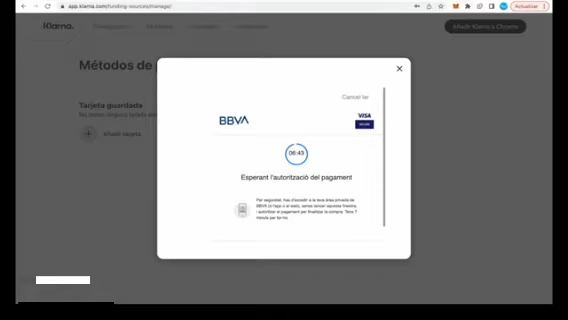 app.klarna.com/funding-sources/manage/
Actualizar
Klarna.
Añadir Klarna a Chrome
Métodos de
Tarjeta guardada
Añadir tarjeta
Cancel·lar
BBVA
VISA
SECURE
06:43
Esperant l'autorització del pagament
Per seguretat, has d'accedir a la teva àrea privada de
BBVA (o l'app o al web), sense tancar aquesta finestra,
i autoritzar el pagament per finalitzar la compra. Tens 7
minuts per fer-ho.